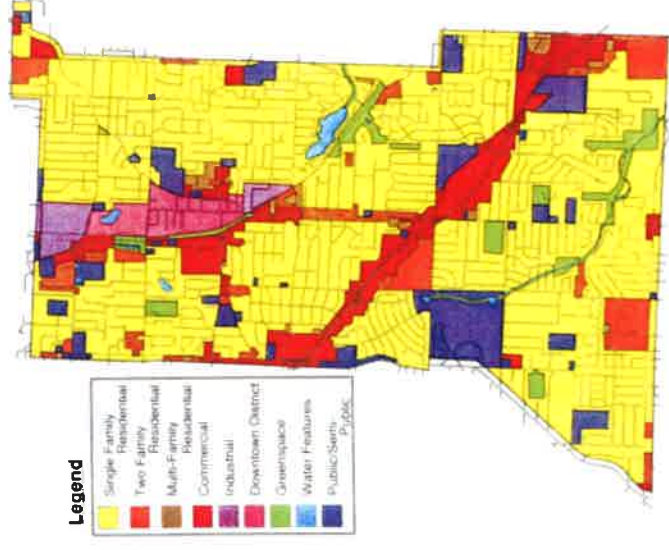 Legend
Single Family
Residential
Two Family
Residential
Multi-Family
Residential
Commercial
Industrial
Downtown District
Greenspace
Water Features
Public/Semi-
Public